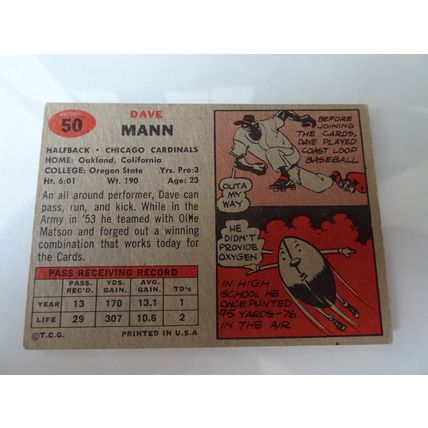 50
DAVE
MANN
HALFBACK • CHICAGO CARDINALS
HOME: Oakland, California
COLLEGE: Oregon State Yrs. Pro: 3
Ht. 6:01 Wt. 190 Age: 23
An all around performer, Dave can
pass, run, and kick. While in the
Army in '53 he teamed with Ollie
Matson and forged out a winning
combination that works today for
the Cards.
PASS RECEIVING RECORD
PASS. YDS. AVG.
REC'D. GAIN. GAIN. TD's
YEAR 13 170 13.1 1
LIFE 29 307 10.6 2
©T.C.G. PRINTED IN U.S.A
BEFORE
JOINING
THE CARDS,
DAVE PLAYED
COAST LOOP
BASEBALL
OUTA
MY
WAY
HE
DIDN'T
PROVIDE
OXYGEN
IN HIGH
SCHOOL HE
ONCE PUNTED
95 YARDS-76
IN THE AIR